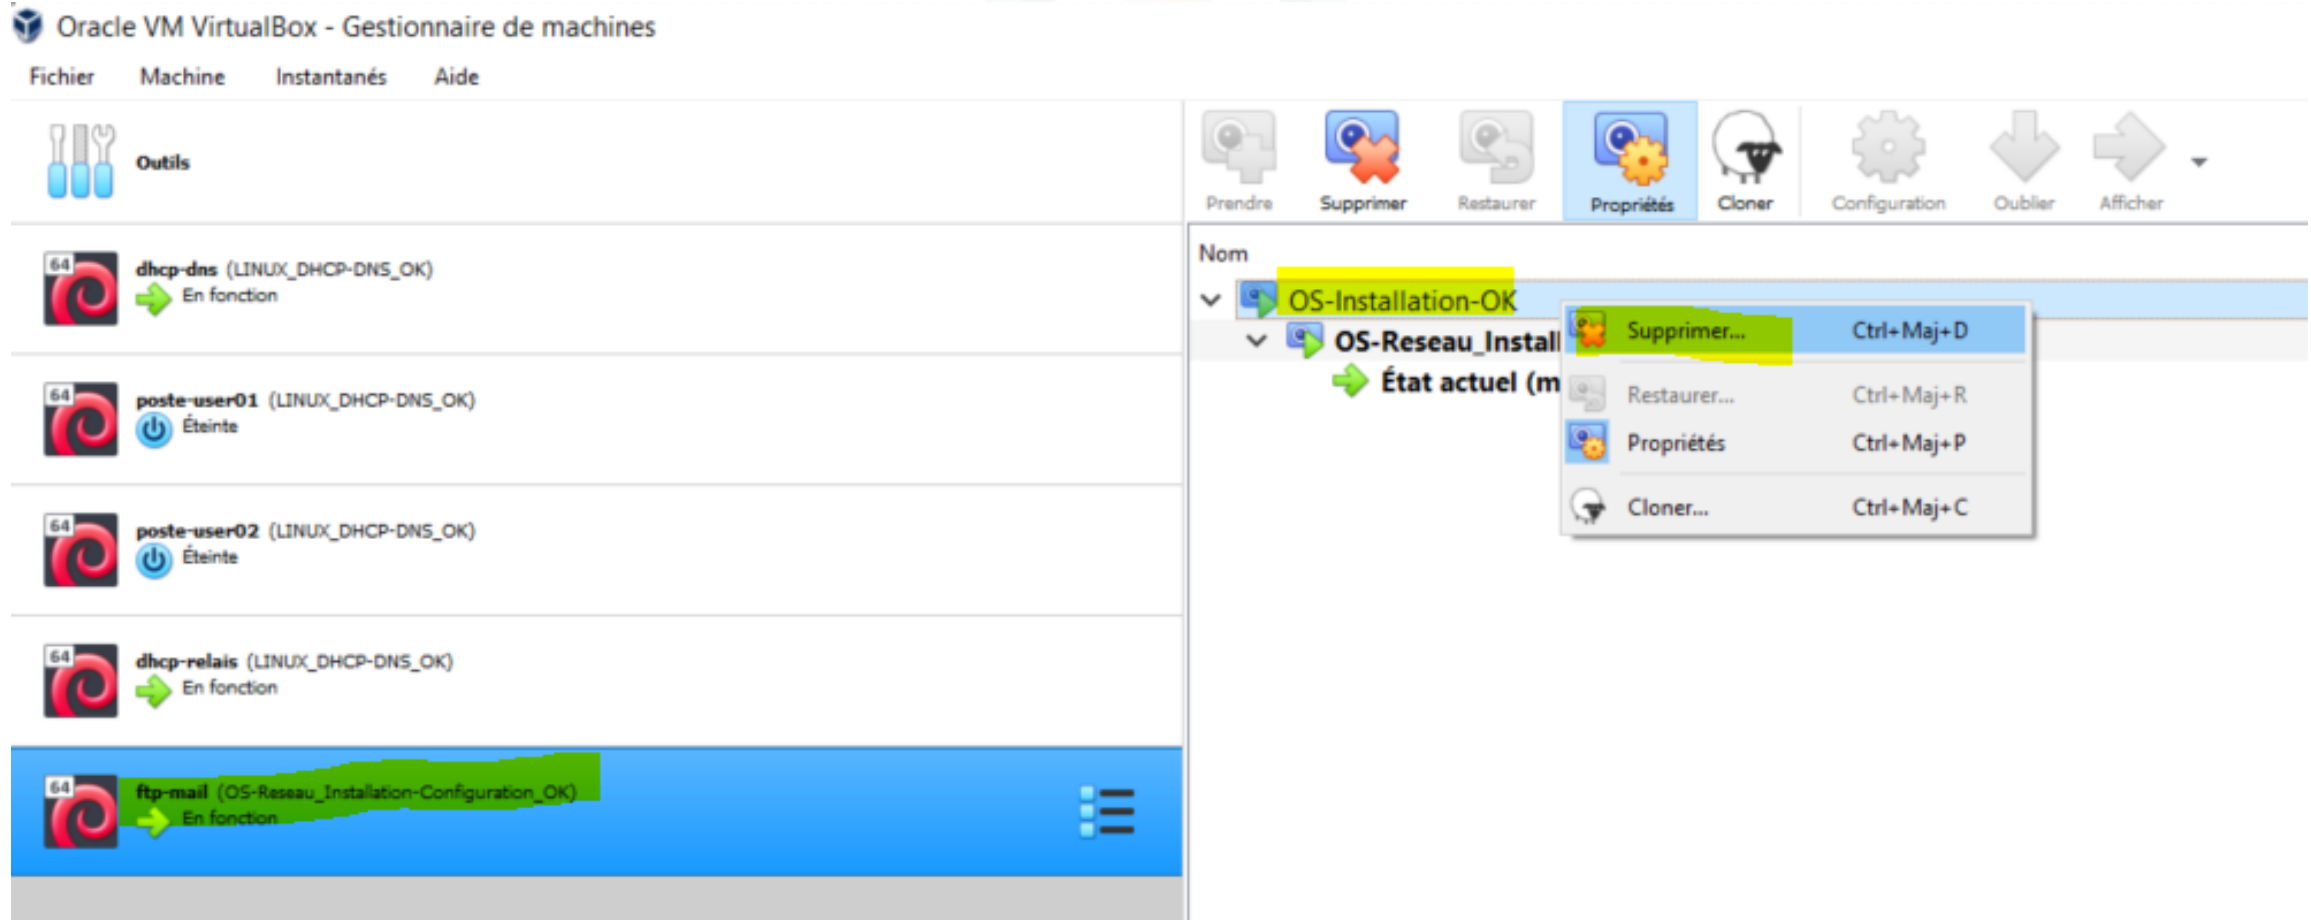 Oracle VM VirtualBox - Gestionnaire de machines
Fichier Machine Instantanés Aide
Outils
64
dhcp-dns (LINUX_DHCP-DNS_OK)
En fonction
64
poste-user01 (LINUX_DHCP-DNS_OK)
Éteinte
64
poste-user02 (LINUX_DHCP-DNS_OK)
Éteinte
64
dhcp-relais (LINUX_DHCP-DNS_OK)
En fonction
64
ftp-mail (OS-Reseau_Installation-Configuration_OK)
En fonction
Prendre Supprimer Restaurer Propriétés Cloner Configuration Oublier Afficher
Nom
OS-Installation-OK
OS-Reseau_Install
État actuel (m
Supprimer... Ctrl+Maj+D
Restaurer... Ctrl+Maj+R
Propriétés Ctrl+Maj+P
Cloner... Ctrl+Maj+C